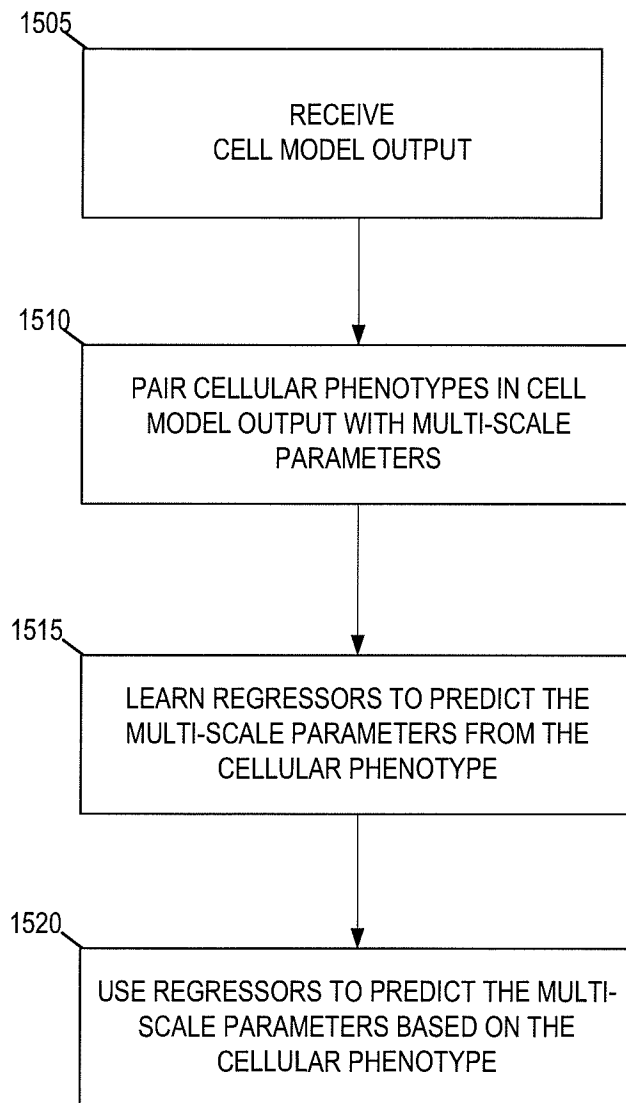 1505
RECEIVE
CELL MODEL OUTPUT
1510
PAIR CELLULAR PHENOTYPES IN CELL
MODEL OUTPUT WITH MULTI-SCALE
PARAMETERS
1515
LEARN REGRESSORS TO PREDICT THE
MULTI-SCALE PARAMETERS FROM THE
CELLULAR PHENOTYPE
1520
USE REGRESSORS TO PREDICT THE MULTI-
SCALE PARAMETERS BASED ON THE
CELLULAR PHENOTYPE